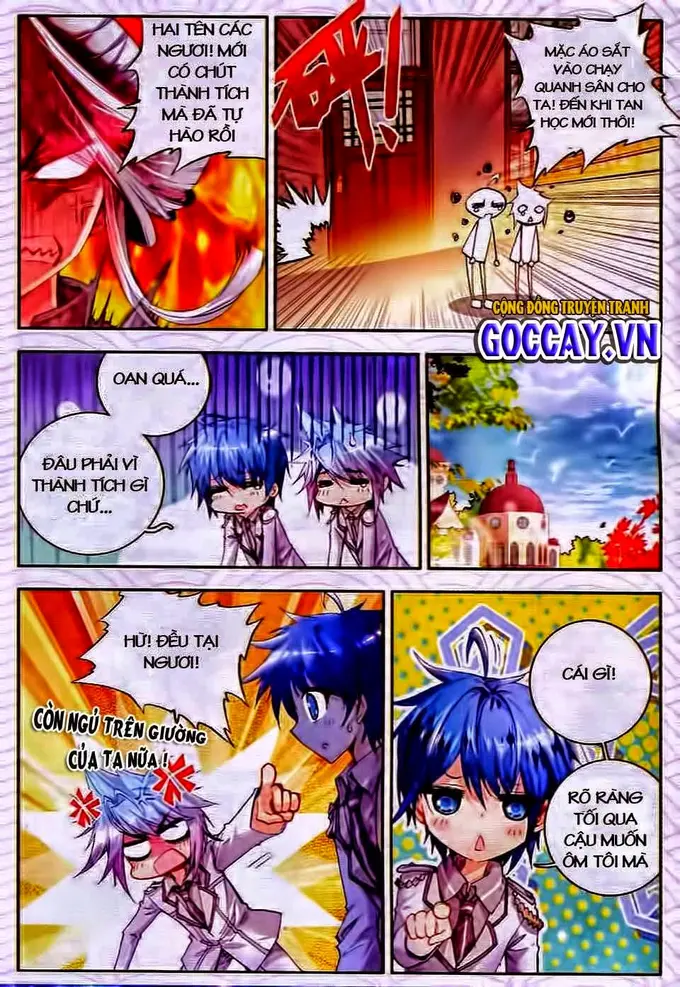 HAI TÊN CÁC
NGƯƠI! MỚI
CÓ CHÚT
THÀNH TÍCH
MÀ ĐÃ TỰ
HÀO RỒI
砰!
MẶC ÁO SẮT
VÀO CHẠY
QUANH SÂN CHO
TA! ĐẾN KHI TAN
HỌC MỚI THÔI!
CỘNG ĐỒNG TRUYỆN TRANH
GOCCAY.VN
OAN QUÁ...
ĐÂU PHẢI VÌ
THÀNH TÍCH GÌ
CHỨ...
HỪ! ĐỀU TẠI
NGƯƠI!
CÒN NGỦ TRÊN GIƯỜNG
CỦA TA NỮA!
CÁI GÌ!
RÕ RÀNG
TỐI QUA
CẬU MUỐN
ÔM TÔI MÀ